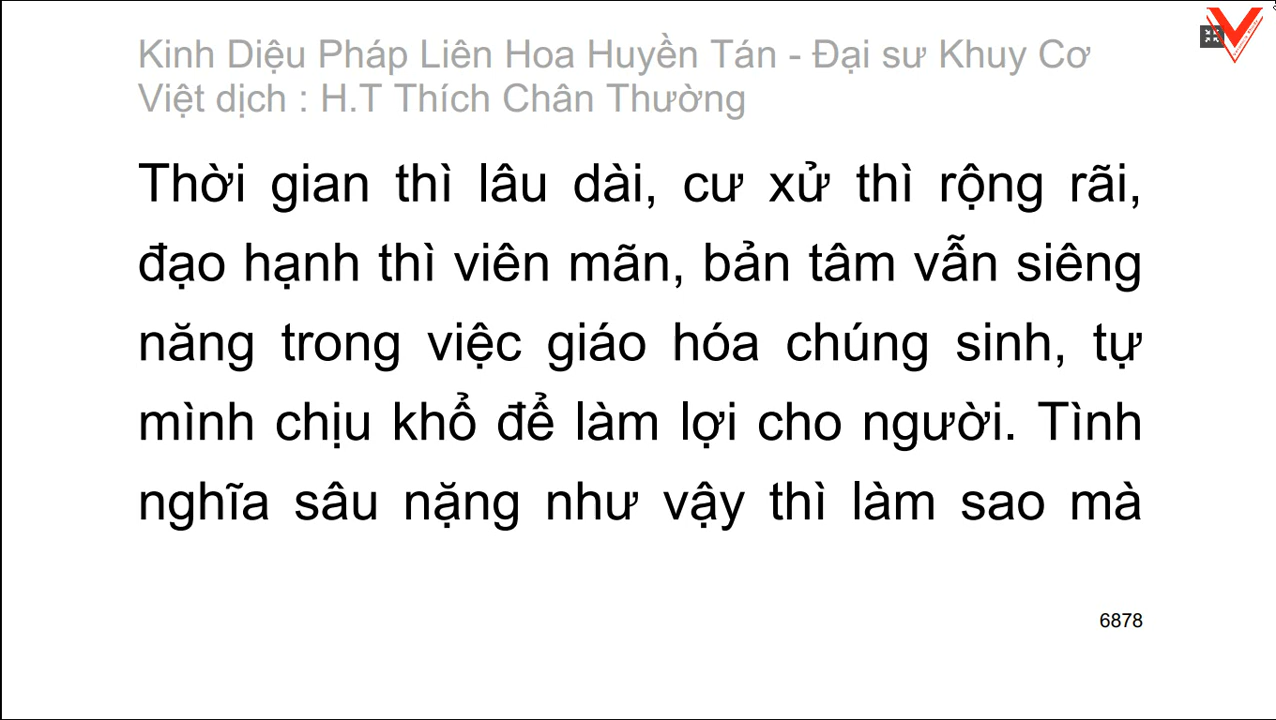 Kinh Diệu Pháp Liên Hoa Huyền Tán - Đại sư Khuy Cơ
Việt dịch : H.T Thích Chân Thường
Thời gian thì lâu dài, cư xử thì rộng rãi,
đạo hạnh thì viên mãn, bản tâm vẫn siêng
năng trong việc giáo hóa chúng sinh, tự
mình chịu khổ để làm lợi cho người. Tình
nghĩa sâu nặng như vậy thì làm sao mà
6878